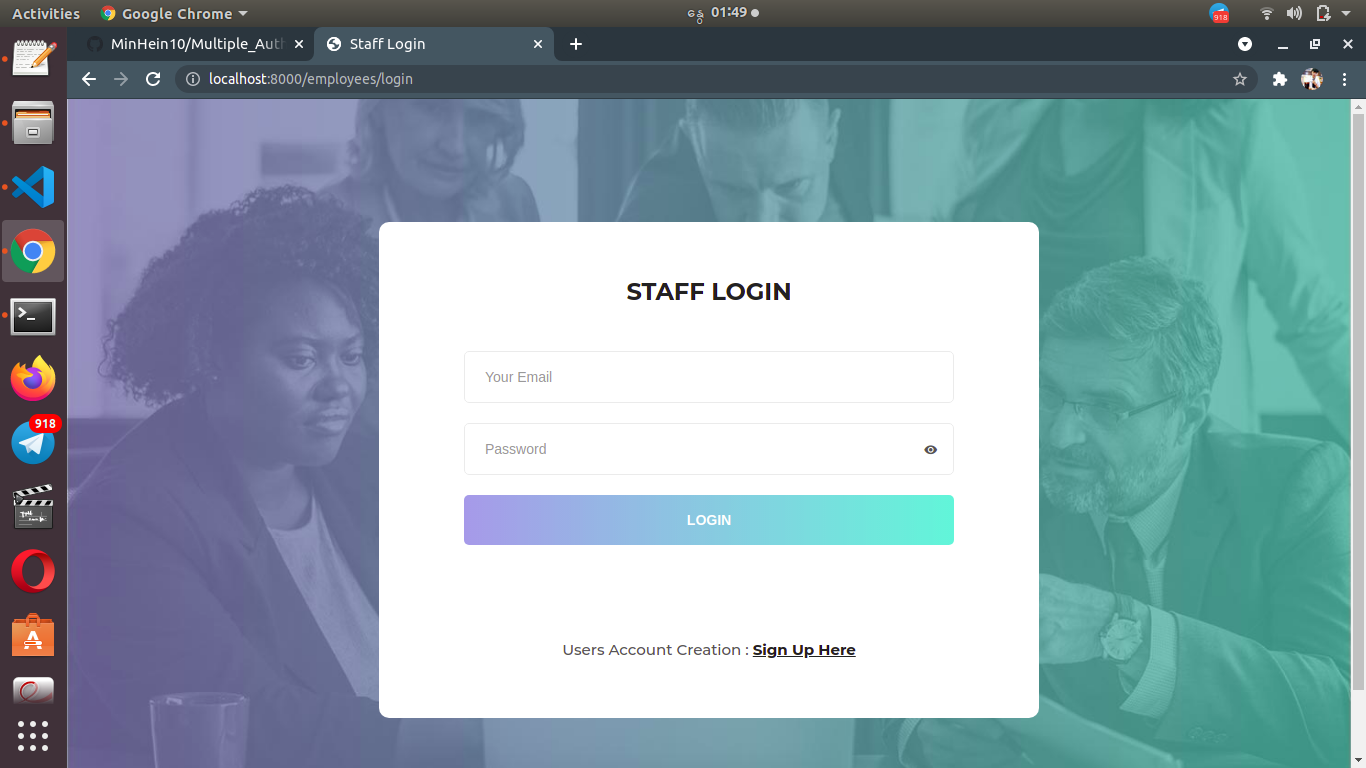 Activities Google Chrome နွေ 01:49 918
MinHein10/Multiple_Auth Staff Login
localhost:8000/employees/login
STAFF LOGIN
Your Email
Password
LOGIN
918
Users Account Creation : Sign Up Here